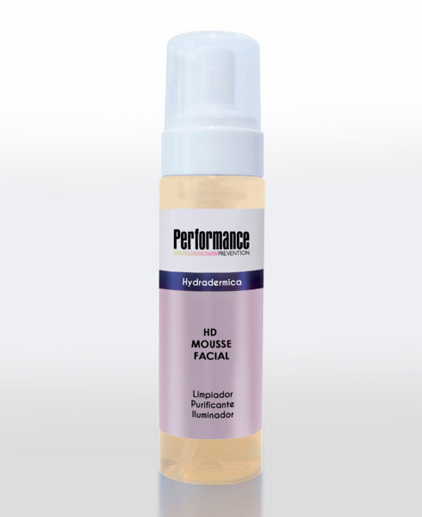 Performance
PREVENTION
Hydradermica
HD
MOUSSE
FACIAL
Limpiador
Purificante
Iluminador